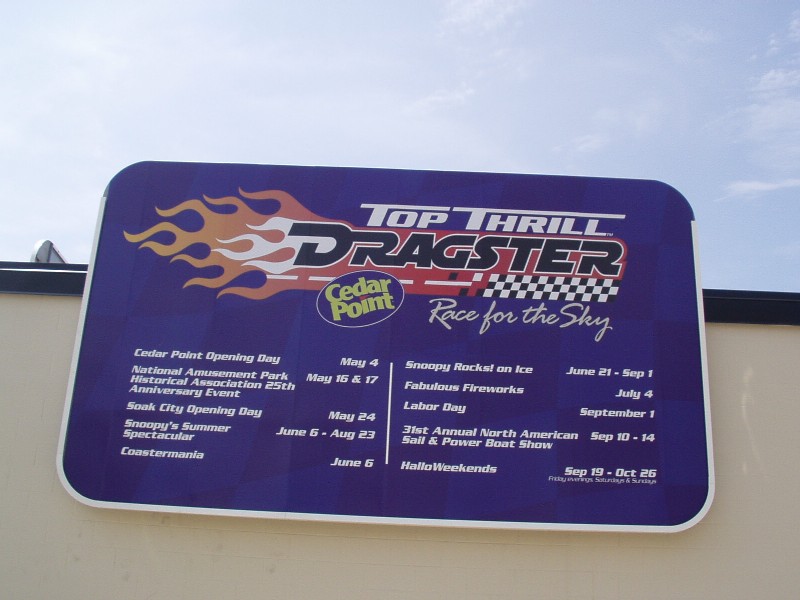 TOP THRILL
DRAGSTER™
Cedar
Point
Race for the Sky
Cedar Point Opening Day May 4
National Amusement Park
Historical Association 25th May 16 & 17
Anniversary Event
Soak City Opening Day May 24
Snoopy's Summer
Spectacular June 6 - Aug 23
Coastermania June 6
Snoopy Rocks! on Ice June 21 - Sep 1
Fabulous Fireworks July 4
Labor Day September 1
31st Annual North American Sep 10 - 14
Sail & Power Boat Show
HalloWeekends Sep 19 - Oct 26
Friday evenings, Saturdays & Sundays